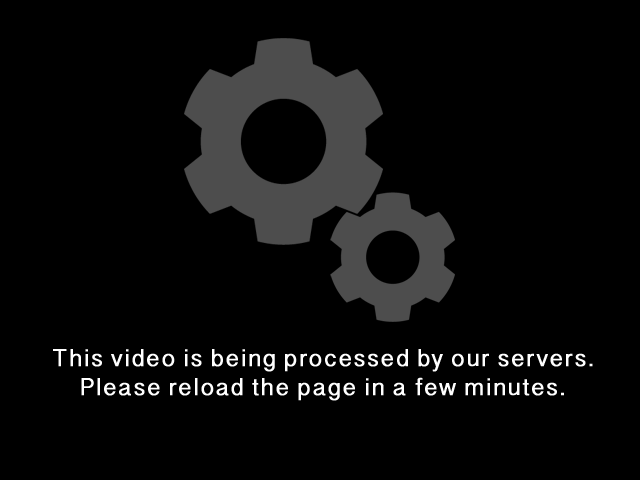 This video is being processed by our servers.
Please reload the page in a few minutes.